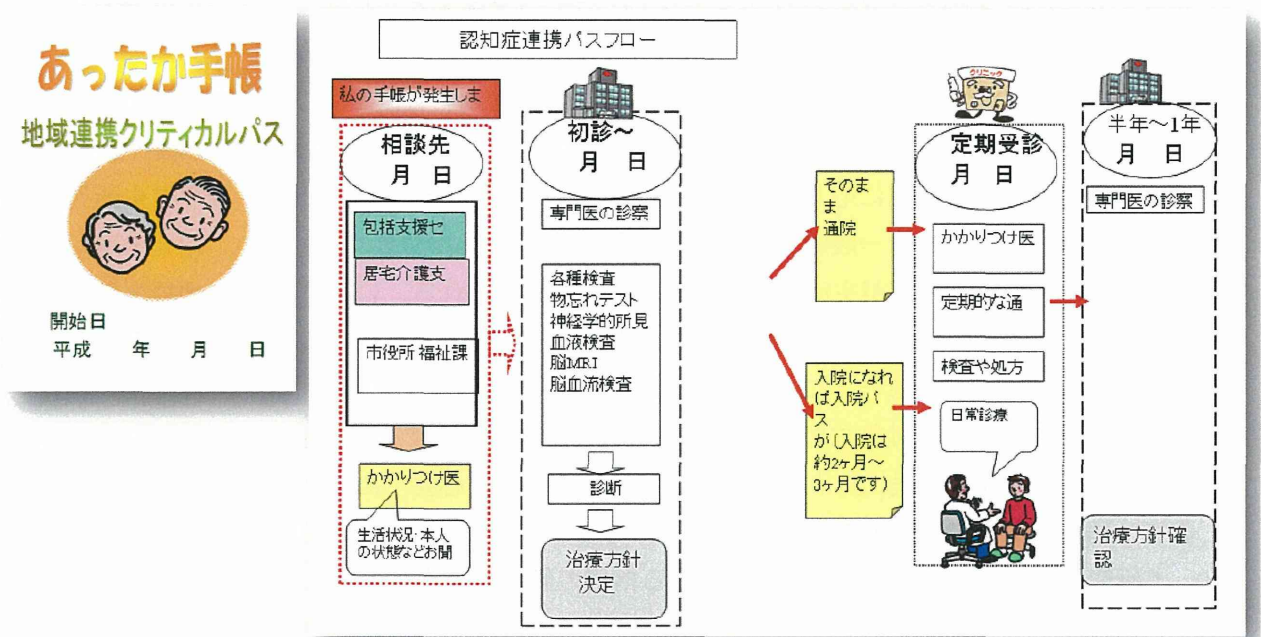 あったか手帳
地域連携クリティカルパス
開始日
平成 年 月 日
認知症連携パスフロー
私の手帳が発生しま
相談先
月 日
包括支援セ
居宅介護支
市役所 福祉課
かかりつけ医
生活状況・本人
の状態などお聞
初診～
月 日
専門医の診察
各種検査
物忘れテスト
神経学的所見
血液検査
脳MRI
脳血流検査
診断
治療方針
決定
そのま
ま
通院
入院になれ
ば入院パ
ス
が(入院は
約2ヶ月～
3ヶ月です)
クリニック
定期受診
月 日
かかりつけ医
定期的な通
検査や処方
日常診療
半年～1年
月 日
専門医の診察
治療方針確
認